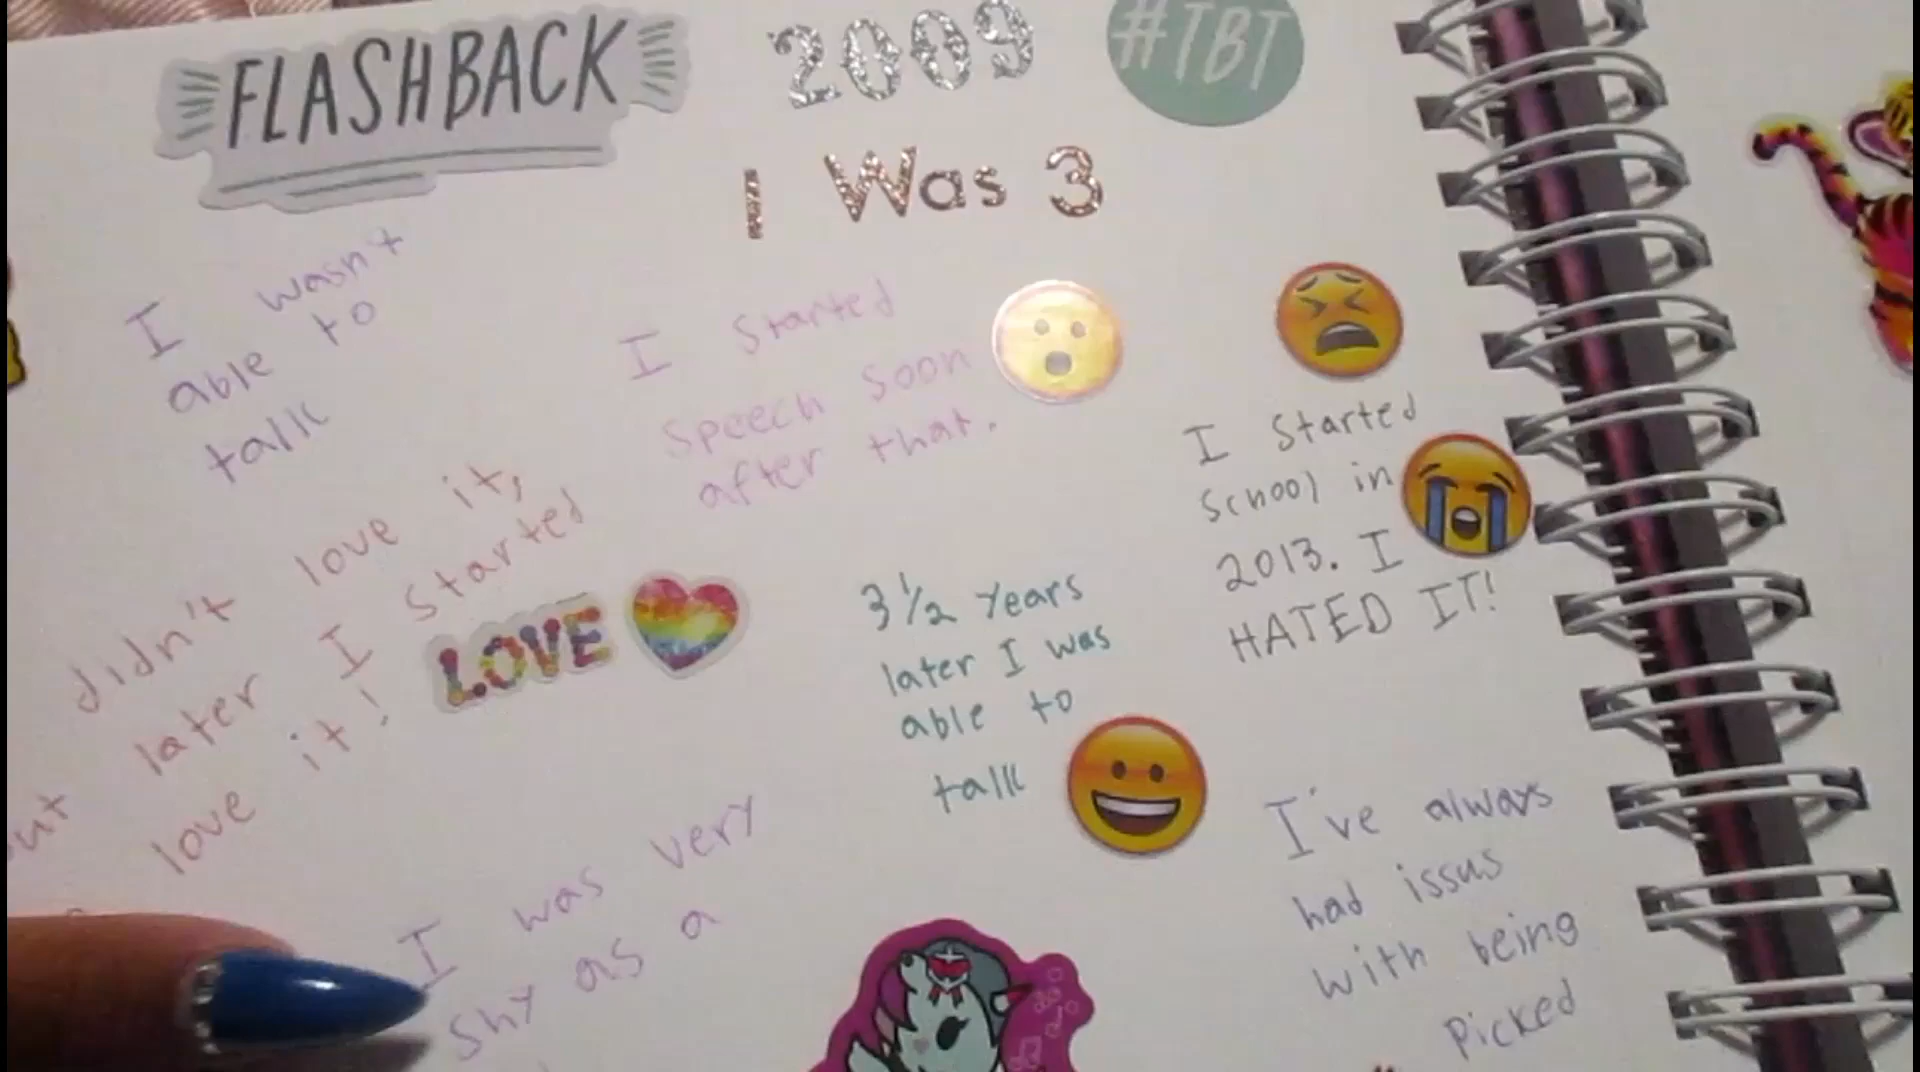 FLASHBACK
2009
#TBT
I Was 3
I wasn't
able to
talk
I Started
Speech Soon
after that.
I Started
School in
2013. I
HATED IT!
didn't love it,
later I Started
love it!
LOVE
3 1/2 years
later I was
able to
talk
I was very
Shy as a
I've always
had issus
with being
Picked